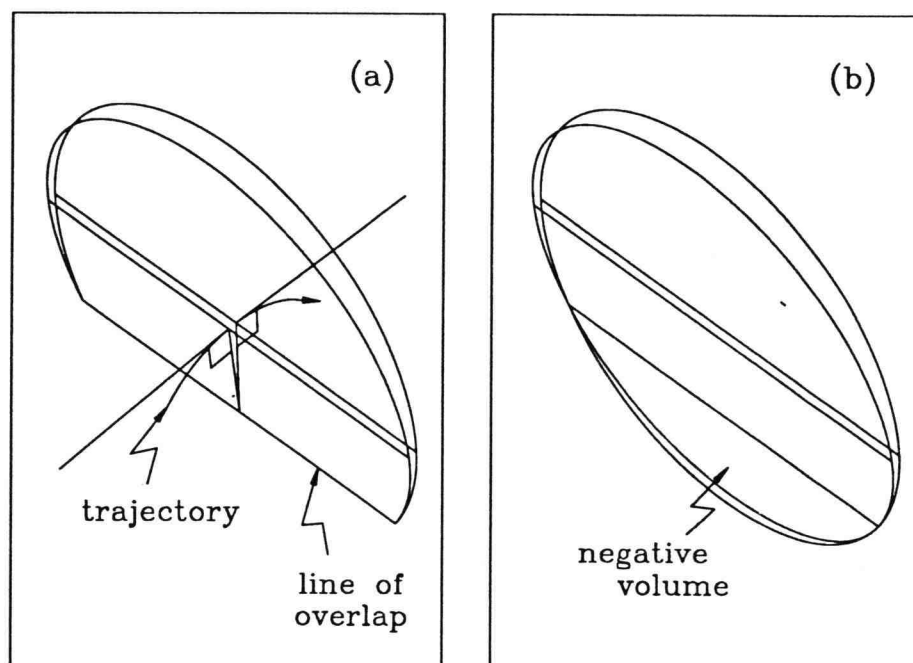 (a)
trajectory
line of
overlap
(b)
negative
volume